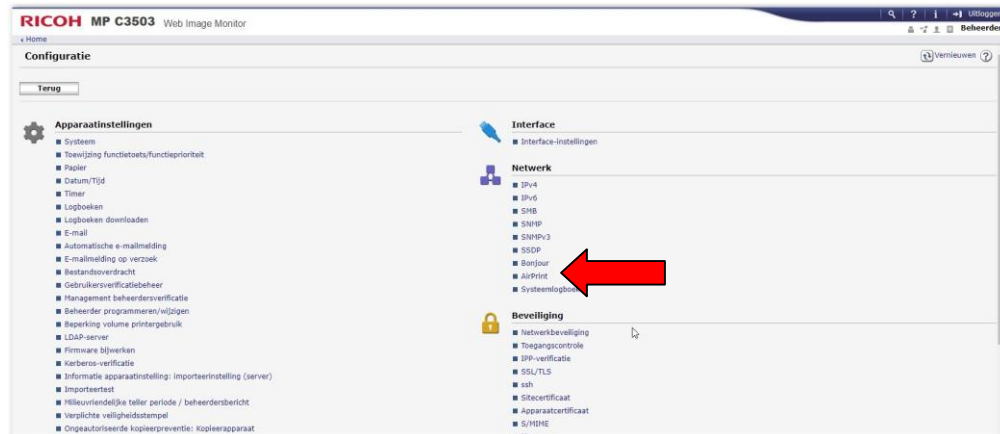 RICOH MP C3503 Web Image Monitor
? i Uitloggen
Home
Beheerder
Configuratie
Vernieuwen ?
Terug
Apparaatinstellingen
Systeem
Toewijzing functietoets/functieprioriteit
Papier
Datum/Tijd
Timer
Logboeken
Logboeken downloaden
E-mail
Automatische e-mailmelding
E-mailmelding op verzoek
Bestandsoverdracht
Gebruikersverificatiebeheer
Management beheerdersverificatie
Beheerder programmeren/wijzigen
Beperking volume printergebruik
LDAP-server
Firmware bijwerken
Kerberos-verificatie
Informatie apparaatinstelling: importeerinstelling (server)
Importeertest
Milieuvriendelijke teller periode / beheerdersbericht
Verplichte veiligheidsstempel
Ongeautoriseerde kopieerpreventie: Kopieerapparaat
Interface
Interface-instellingen
Netwerk
IPv4
IPv6
SMB
SNMP
SNMPv3
SSDP
Bonjour
AirPrint
Systeemlogboe
Beveiliging
Netwerkbeveiliging
Toegangscontrole
IPP-verificatie
SSL/TLS
ssh
Sitecertificaat
Apparaatcertificaat
S/MIME